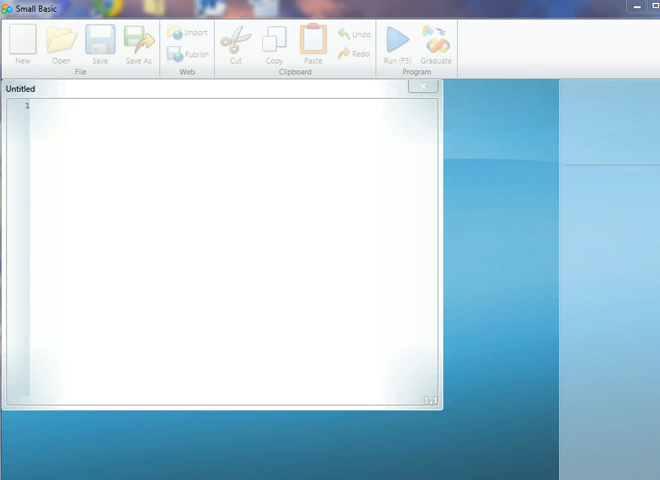 Small Basic
New
Open
Save
Save As
Import
Publish
Cut
Copy
Paste
Undo
Redo
Run (F5)
Graduate
File
Web
Clipboard
Program
Untitled
1
1,1